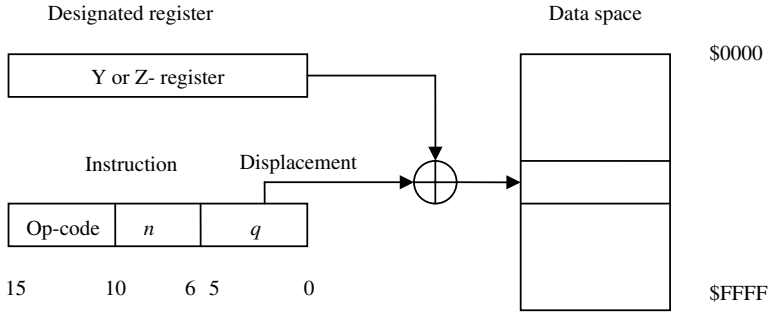 Designated register
Data space
$0000
Y or Z- register
Instruction
Displacement
Op-code n q
15 10 6 5 0
$FFFF